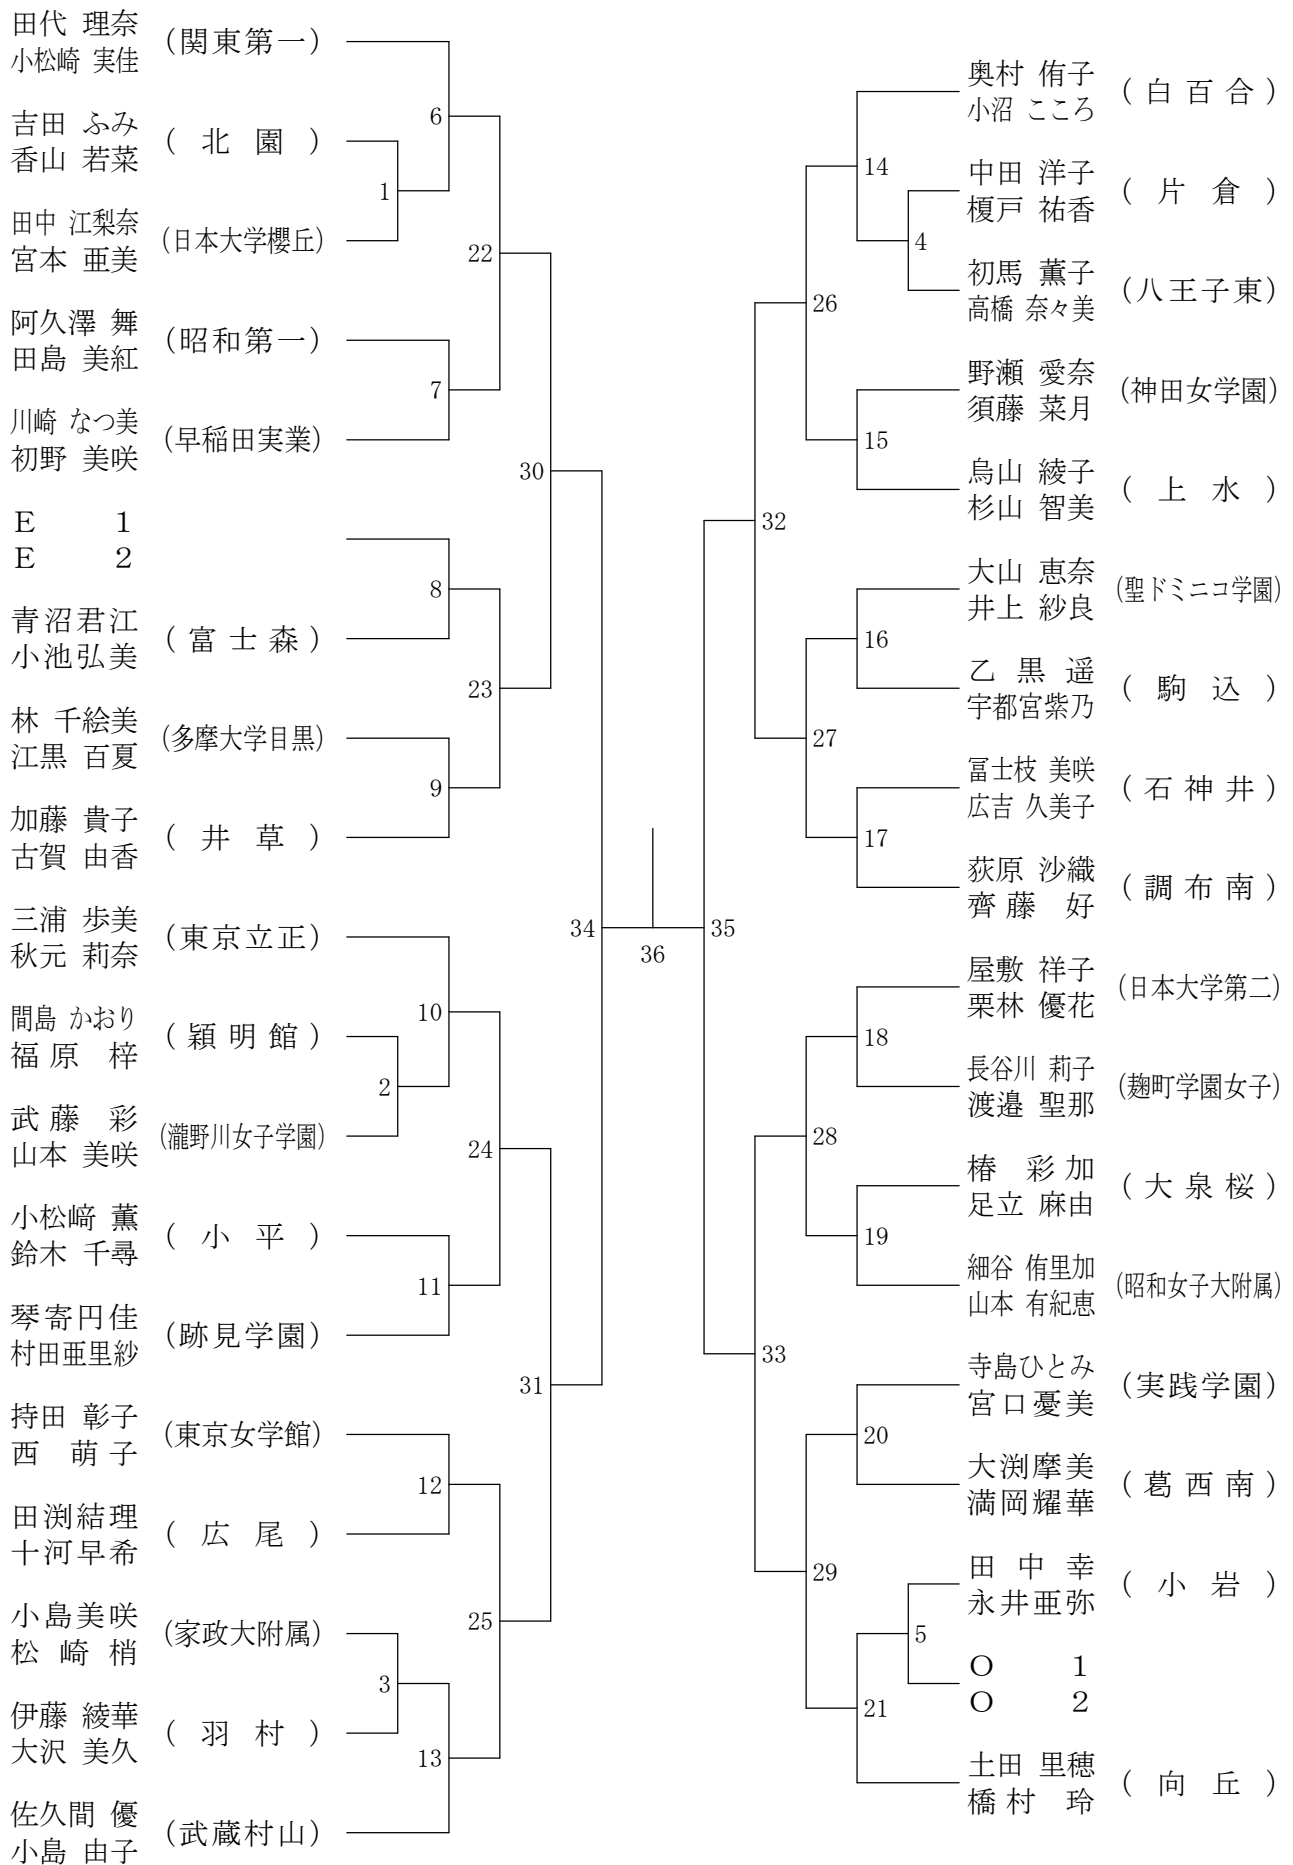 田代 理奈
小松崎 実佳
(関東第一)
吉田 ふみ
香山 若菜
( 北 園 )
田中 江梨奈
宮本 亜美
(日本大学櫻丘)
阿久澤 舞
田島 美紅
(昭和第一)
川崎 なつ美
初野 美咲
(早稲田実業)
E 1
E 2
青沼君江
小池弘美
( 富 士 森 )
林 千絵美
江黒 百夏
(多摩大学目黒)
加藤 貴子
古賀 由香
( 井 草 )
三浦 歩美
秋元 莉奈
(東京立正)
間島 かおり
福原 梓
( 穎 明 館 )
武藤 彩
山本 美咲
(瀧野川女子学園)
小松﨑 薫
鈴木 千尋
( 小 平 )
琴寄円佳
村田亜里紗
(跡見学園)
持田 彰子
西 萌子
(東京女学館)
田渕結理
十河早希
( 広 尾 )
小島美咲
松崎 梢
(家政大附属)
伊藤 綾華
大沢 美久
( 羽 村 )
佐久間 優
小島 由子
(武蔵村山)
6
1
22
7
30
8
23
9
34
10
2
24
11
31
12
25
3
13
36
35
14
4
26
15
32
16
27
17
18
28
19
33
20
29
5
21
奥村 侑子
小沼 こころ
( 白 百 合 )
中田 洋子
榎戸 祐香
( 片 倉 )
初馬 薫子
高橋 奈々美
(八王子東)
野瀬 愛奈
須藤 菜月
(神田女学園)
烏山 綾子
杉山 智美
( 上 水 )
大山 恵奈
井上 紗良
(聖ドミニコ学園)
乙 黒 遥
宇都宮紫乃
( 駒 込 )
冨士枝 美咲
広吉 久美子
( 石 神 井 )
荻原 沙織
齊藤 好
( 調 布 南 )
屋敷 祥子
栗林 優花
(日本大学第二)
長谷川 莉子
渡邉 聖那
(麹町学園女子)
椿 彩加
足立 麻由
( 大 泉 桜 )
細谷 侑里加
山本 有紀恵
(昭和女子大附属)
寺島ひとみ
宮口憂美
(実践学園)
大渕摩美
満岡耀華
( 葛 西 南 )
田 中 幸
永井亜弥
( 小 岩 )
O 1
O 2
土田 里穂
橋村 玲
( 向 丘 )